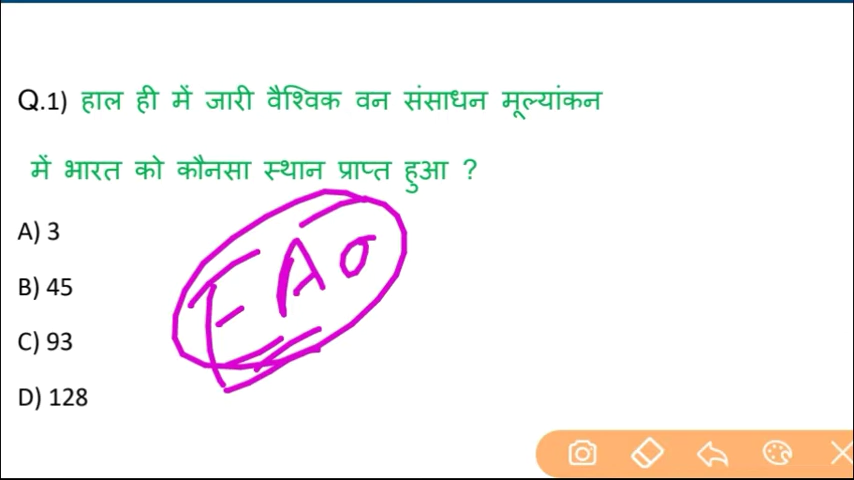 Q.1) हाल ही में जारी वैश्विक वन संसाधन मूल्यांकन
में भारत को कौनसा स्थान प्राप्त हुआ ?
A) 3
B) 45
C) 93
D) 128
FAO